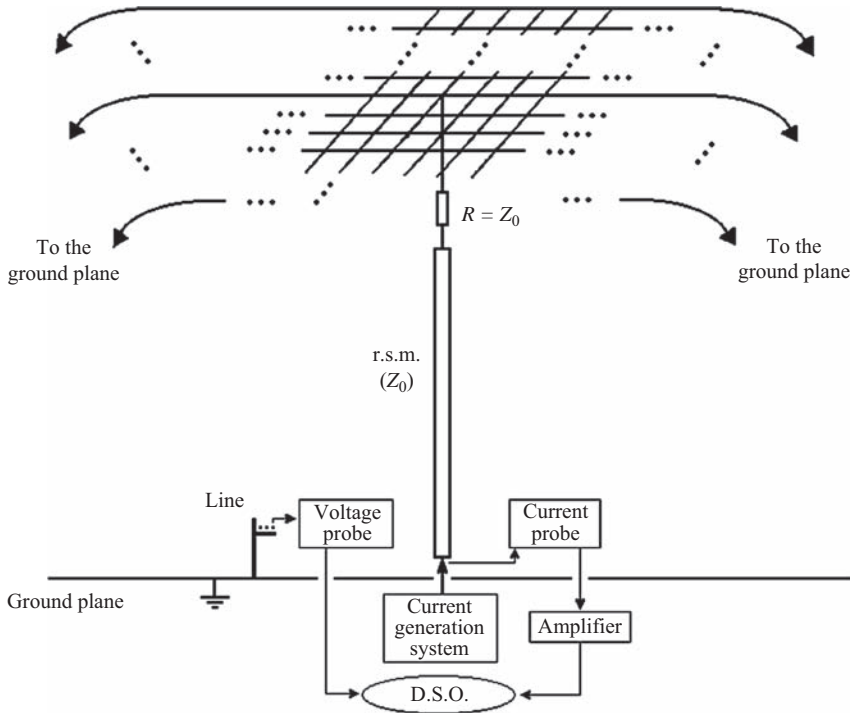 R = Z0
To the
ground plane
To the
ground plane
r.s.m.
(Z0)
Line
Voltage
probe
Current
probe
Ground plane
Current
generation
system
Amplifier
D.S.O.